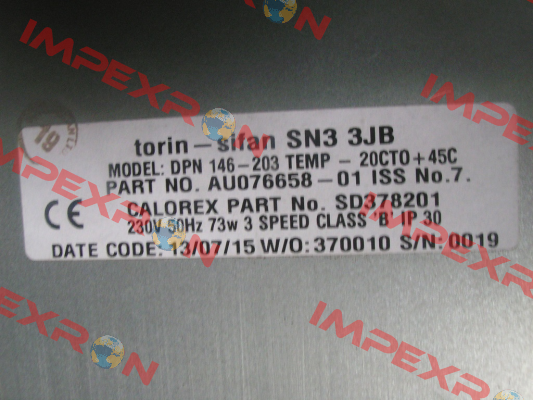 torin-sifan SN3 3JB
MODEL: DPN 146-203 TEMP - 20CTO+45C
PART NO. AU076658-01 ISS No.7.
CE CALOREX PART No. SD378201
230V 50Hz 73w 3 SPEED CLASS 'B' IP 30
DATE CODE: 13/07/15 W/O: 370010 S/N: 0019
19
IMPEXRON
IMPEXRON
IMPEXRON
IMPEXRON
IMPEXRON